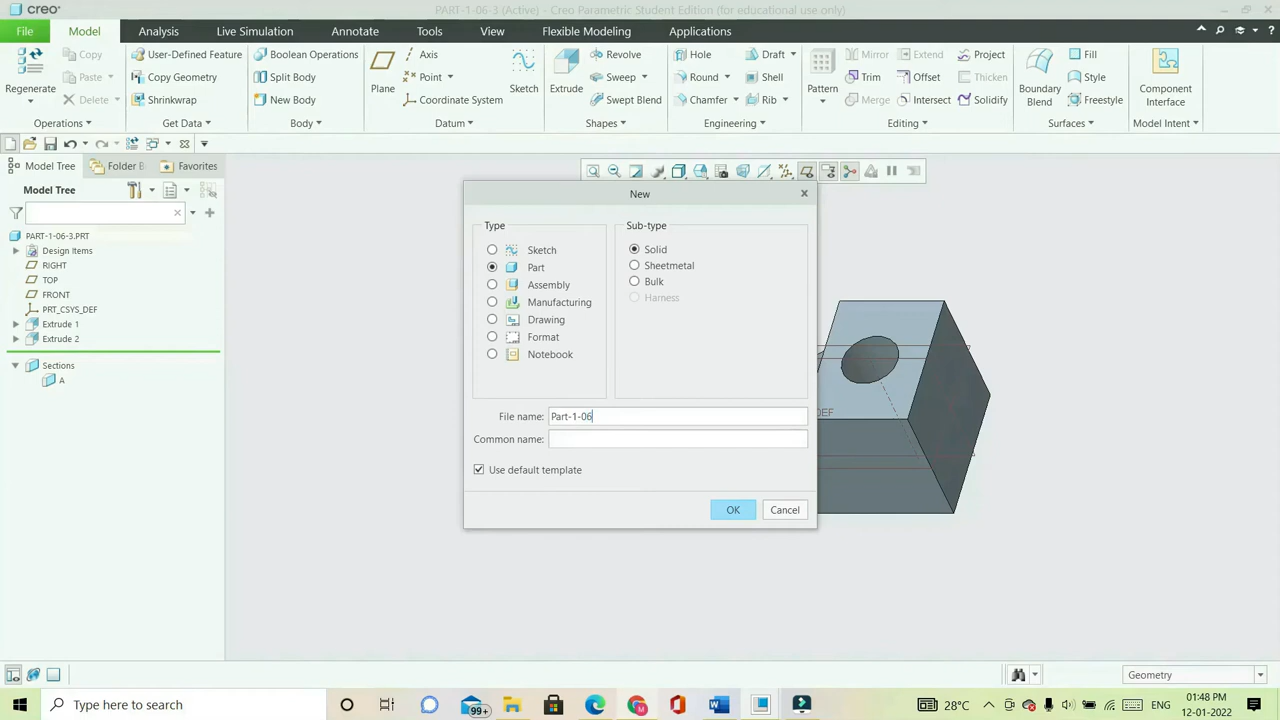 creo
PART-1-06-3 (Active) - Creo Parametric Student Edition (for educational use only)
File Model Analysis Live Simulation Annotate Tools View Flexible Modeling Applications
Regenerate
Copy
Paste
Delete
User-Defined Feature
Copy Geometry
Shrinkwrap
Boolean Operations
Split Body
New Body
Plane
Axis
Point
Coordinate System
Sketch
Extrude
Revolve
Sweep
Swept Blend
Hole
Round
Chamfer
Draft
Shell
Rib
Pattern
Mirror
Trim
Merge
Extend
Offset
Intersect
Project
Thicken
Solidify
Boundary
Blend
Fill
Style
Freestyle
Component
Interface
Operations Get Data Body Datum Shapes Engineering Editing Surfaces Model Intent
Model Tree Folder B Favorites
Model Tree
PART-1-06-3.PRT
Design Items
RIGHT
TOP
FRONT
PRT_CSYS_DEF
Extrude 1
Extrude 2
Sections
A
New
Type
Sketch
Part
Assembly
Manufacturing
Drawing
Format
Notebook
Sub-type
Solid
Sheetmetal
Bulk
Harness
File name: Part-1-06
Common name:
Use default template
OK Cancel
DEF
Geometry
Type here to search
99+
M
28°C
ENG
01:48 PM
12-01-2022